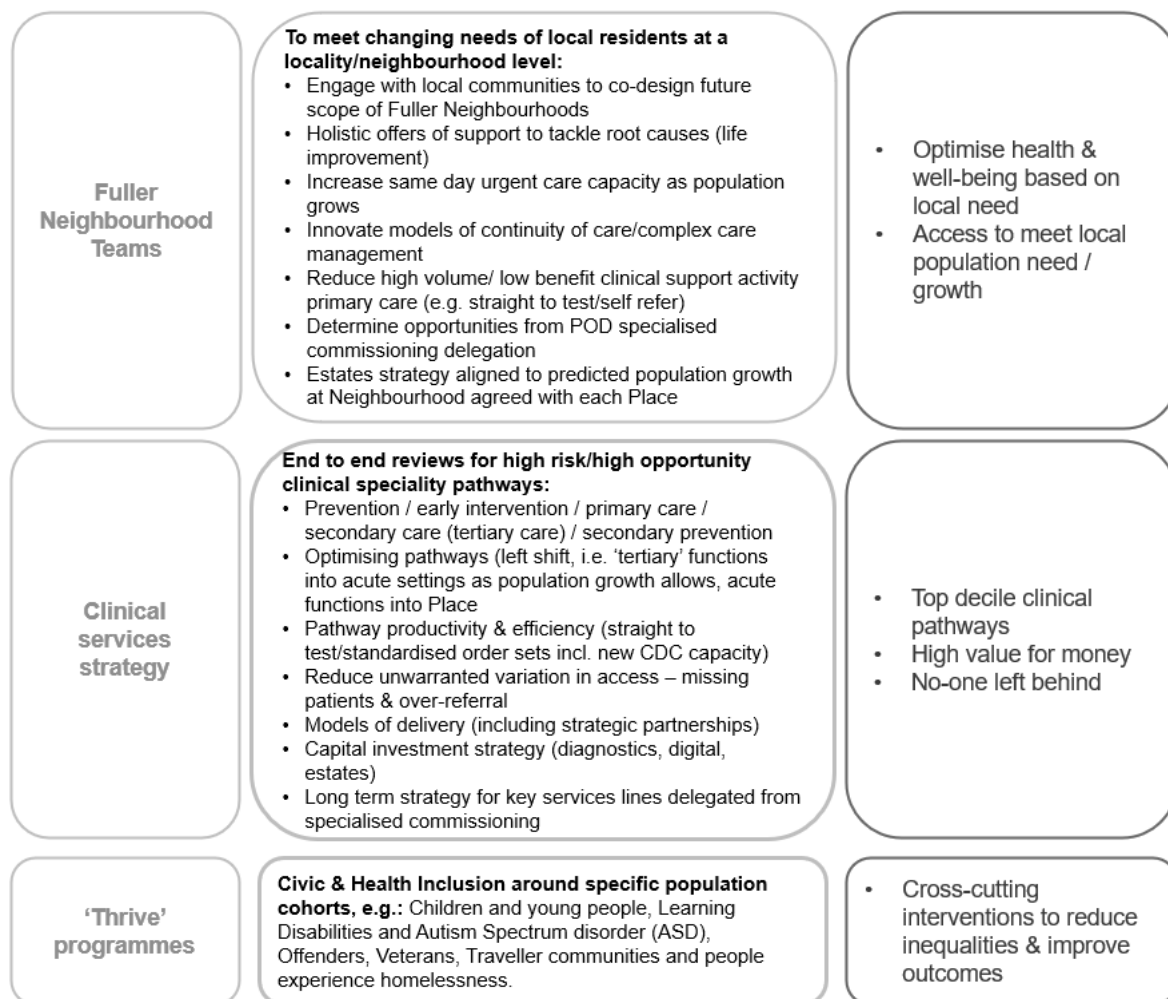 Fuller
Neighbourhood
Teams
To meet changing needs of local residents at a
locality/neighbourhood level:
• Engage with local communities to co-design future
scope of Fuller Neighbourhoods
• Holistic offers of support to tackle root causes (life
improvement)
• Increase same day urgent care capacity as population
grows
• Innovate models of continuity of care/complex care
management
• Reduce high volume/ low benefit clinical support activity
primary care (e.g. straight to test/self refer)
• Determine opportunities from POD specialised
commissioning delegation
• Estates strategy aligned to predicted population growth
at Neighbourhood agreed with each Place
• Optimise health &
well-being based on
local need
• Access to meet local
population need /
growth
Clinical
services
strategy
End to end reviews for high risk/high opportunity
clinical speciality pathways:
• Prevention / early intervention / primary care /
secondary care (tertiary care) / secondary prevention
• Optimising pathways (left shift, i.e. ‘tertiary’ functions
into acute settings as population growth allows, acute
functions into Place
• Pathway productivity & efficiency (straight to
test/standardised order sets incl. new CDC capacity)
• Reduce unwarranted variation in access – missing
patients & over-referral
• Models of delivery (including strategic partnerships)
• Capital investment strategy (diagnostics, digital,
estates)
• Long term strategy for key services lines delegated from
specialised commissioning
• Top decile clinical
pathways
• High value for money
• No-one left behind
‘Thrive’
programmes
Civic & Health Inclusion around specific population
cohorts, e.g.: Children and young people, Learning
Disabilities and Autism Spectrum disorder (ASD),
Offenders, Veterans, Traveller communities and people
experience homelessness.
• Cross-cutting
interventions to reduce
inequalities & improve
outcomes